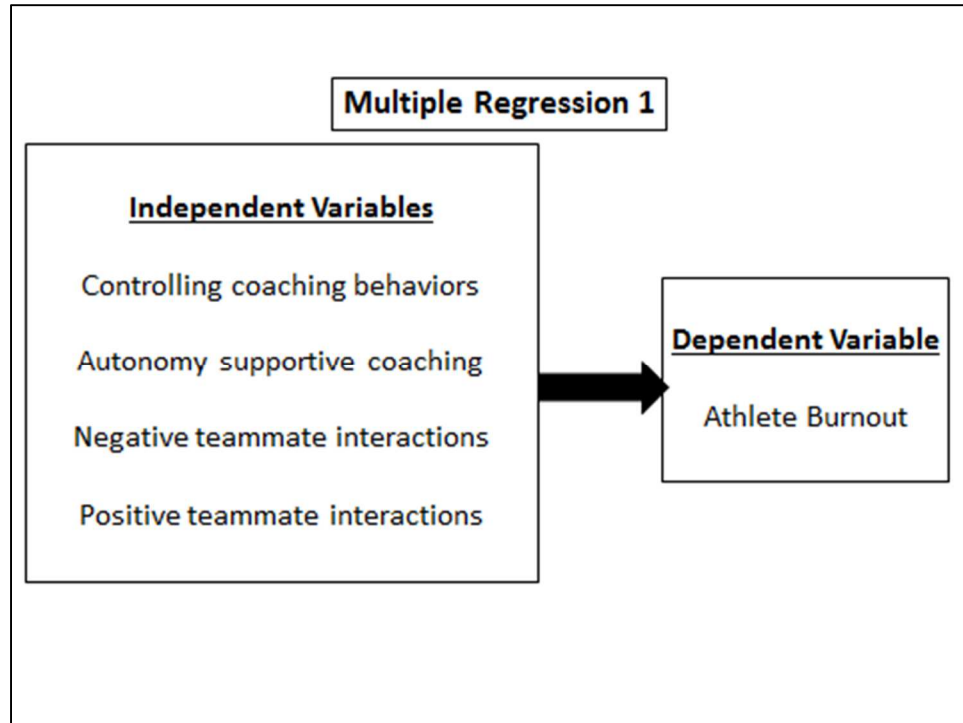 Multiple Regression 1
Independent Variables
Controlling coaching behaviors
Autonomy supportive coaching
Negative teammate interactions
Positive teammate interactions
Dependent Variable
Athlete Burnout